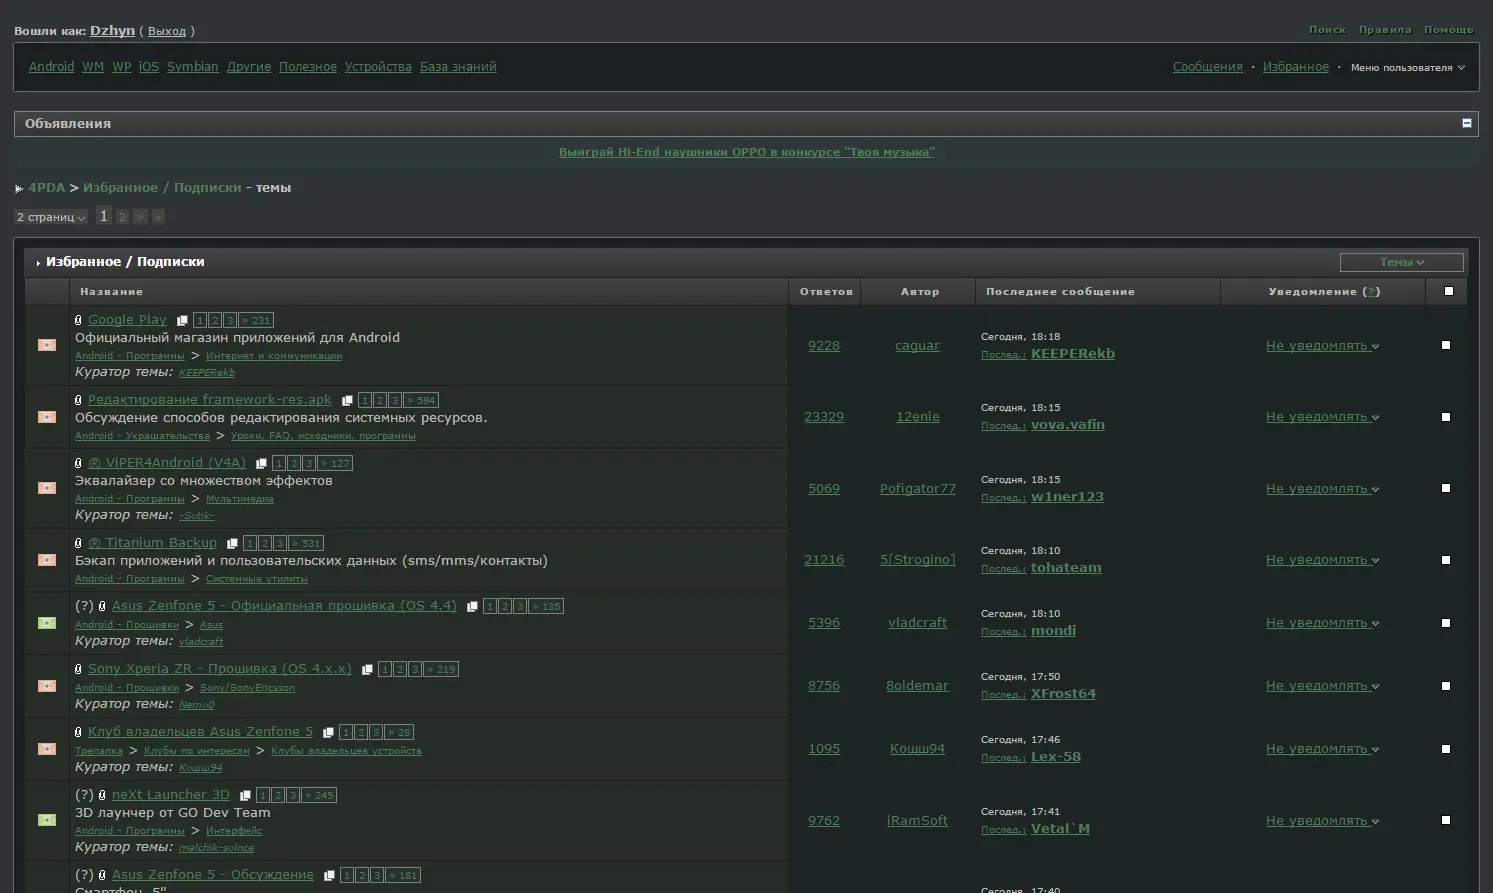 Вошли как: Dzhyn ( Выход )
Поиск Правила Помощь
Android WM WP iOS Symbian Другие Полезное Устройства База знаний
Сообщения · Избранное · Меню пользователя
Объявления
Выиграй Hi-End наушники OPPO в конкурсе "Твоя музыка"
4PDA > Избранное / Подписки - темы
2 страниц 1 2 > »
Избранное / Подписки
Темы
Название Ответов Автор Последнее сообщение Уведомление (?)
Google Play 1 2 3 » 231
Официальный магазин приложений для Android
Android - Программы > Интернет и коммуникации
Куратор темы: KEEPERekb
9228 caguar
Сегодня, 18:18
Послед.: KEEPERekb
Не уведомлять
Редактирование framework-res.apk 1 2 3 » 584
Обсуждение способов редактирования системных ресурсов.
Android - Украшательства > Уроки, FAQ, исходники, программы
23329 12enie
Сегодня, 18:15
Послед.: vova.vafin
Не уведомлять
® ViPER4Android (V4A) 1 2 3 » 127
Эквалайзер со множеством эффектов
Android - Программы > Мультимедиа
Куратор темы: -Sotik-
5069 Pofigator77
Сегодня, 18:15
Послед.: w1ner123
Не уведомлять
® Titanium Backup 1 2 3 » 531
Бэкап приложений и пользовательских данных (sms/mms/контакты)
Android - Программы > Системные утилиты
21216 5[Strogino]
Сегодня, 18:10
Послед.: tohateam
Не уведомлять
(?) Asus Zenfone 5 - Официальная прошивка (OS 4.4) 1 2 3 » 135
Android - Прошивки > Asus
Куратор темы: vladcraft
5396 vladcraft
Сегодня, 18:10
Послед.: mondi
Не уведомлять
Sony Xperia ZR - Прошивка (OS 4.x.x) 1 2 3 » 219
Android - Прошивки > Sony/SonyEricsson
Куратор темы: Nemo0
8756 8oldemar
Сегодня, 17:50
Послед.: XFrost64
Не уведомлять
Клуб владельцев Asus Zenfone 5 1 2 3 » 28
Трепалка > Клубы по интересам > Клубы владельцев устройств
Куратор темы: Кошш94
1095 Кошш94
Сегодня, 17:46
Послед.: Lex-58
Не уведомлять
(?) neXt Launcher 3D 1 2 3 » 245
3D лаунчер от GO Dev Team
Android - Программы > Интерфейс
Куратор темы: malchik-solnce
9762 iRamSoft
Сегодня, 17:41
Послед.: Vetal`M
Не уведомлять
(?) Asus Zenfone 5 - Обсуждение 1 2 3 » 181
Смартфон, 5"
Сегодня, 17:40